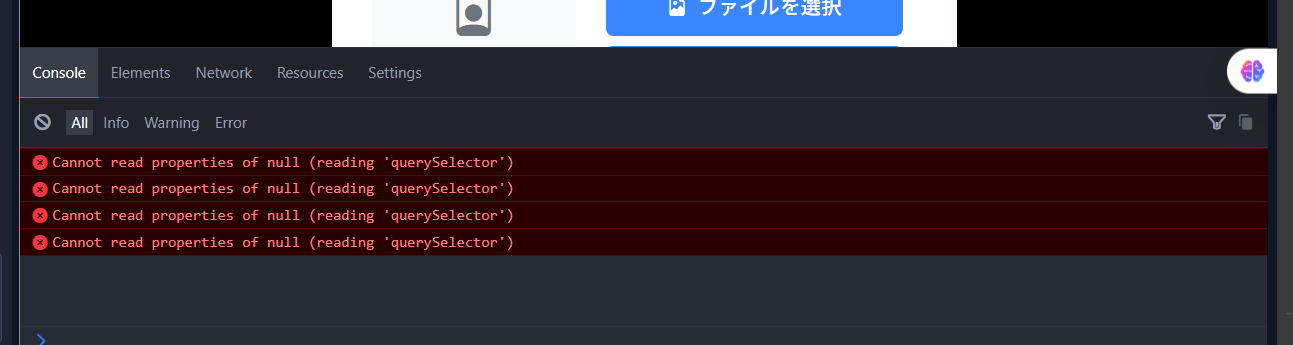 ファイルを選択
Console Elements Network Resources Settings
All Info Warning Error
Cannot read properties of null (reading 'querySelector')
Cannot read properties of null (reading 'querySelector')
Cannot read properties of null (reading 'querySelector')
Cannot read properties of null (reading 'querySelector')